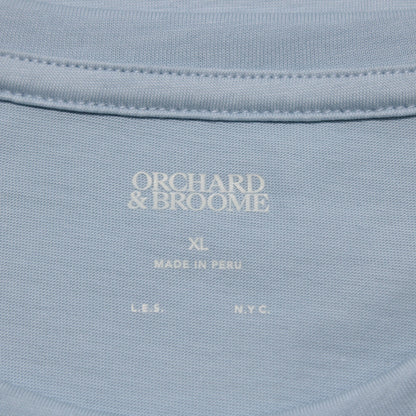 ORCHARD
& BROOME
XL
MADE IN PERU
L.E.S. N.Y.C.